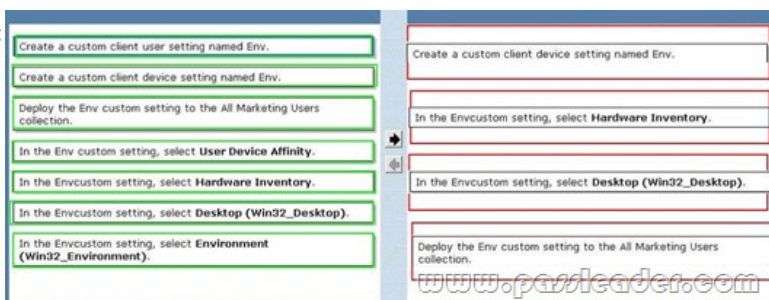 Create a custom client user setting named Env.
Create a custom client device setting named Env.
Deploy the Env custom setting to the All Marketing Users
collection.
In the Env custom setting, select User Device Affinity.
In the Envcustom setting, select Hardware Inventory.
In the Envcustom setting, select Desktop (Win32_Desktop).
In the Envcustom setting, select Environment
(Win32_Environment).
Create a custom client device setting named Env.
In the Envcustom setting, select Hardware Inventory.
In the Envcustom setting, select Desktop (Win32_Desktop).
Deploy the Env custom setting to the All Marketing Users
collection.
www.passleader.com